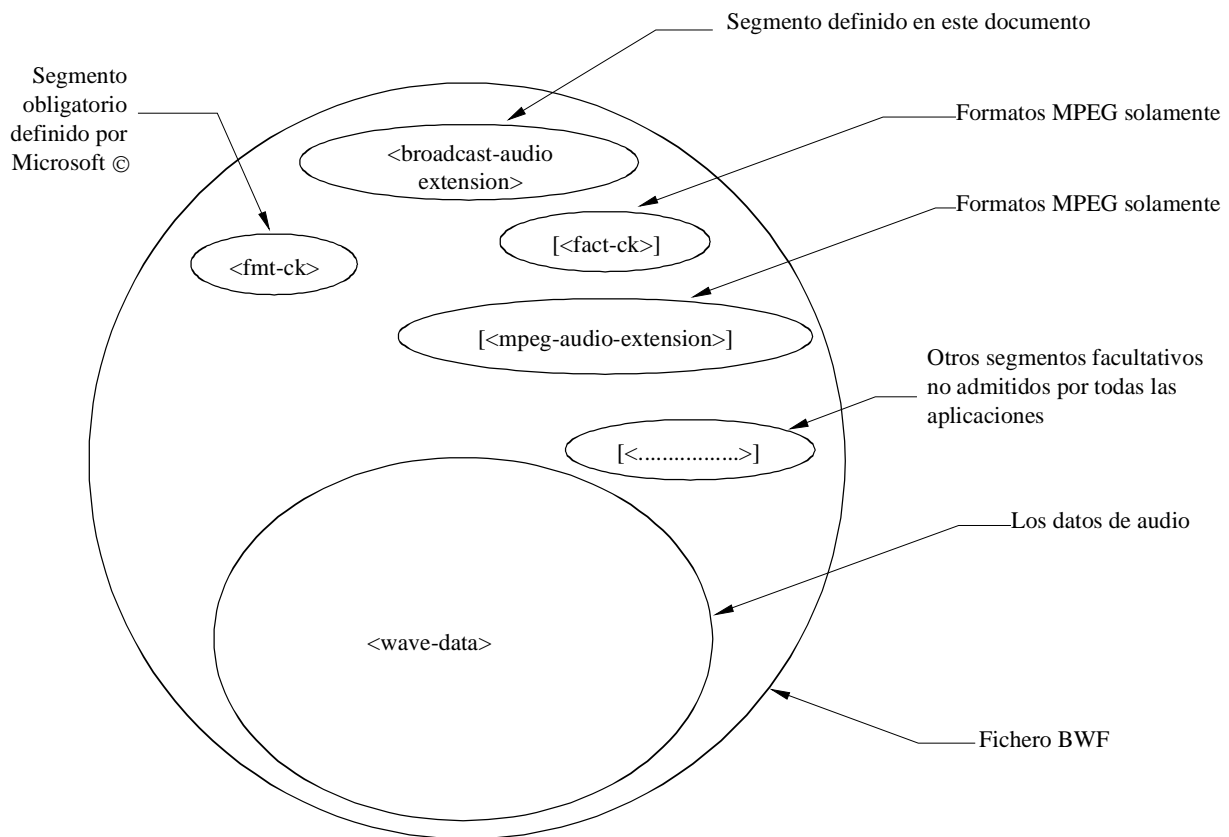 Segmento definido en este documento
Segmento
obligatorio
definido por
Microsoft ©
Formatos MPEG solamente
<broadcast-audio
extension>
Formatos MPEG solamente
[<fact-ck>]
<fmt-ck>
[<mpeg-audio-extension>]
Otros segmentos facultativos
no admitidos por todas las
aplicaciones
[<.................>]
Los datos de audio
<wave-data>
Fichero BWF